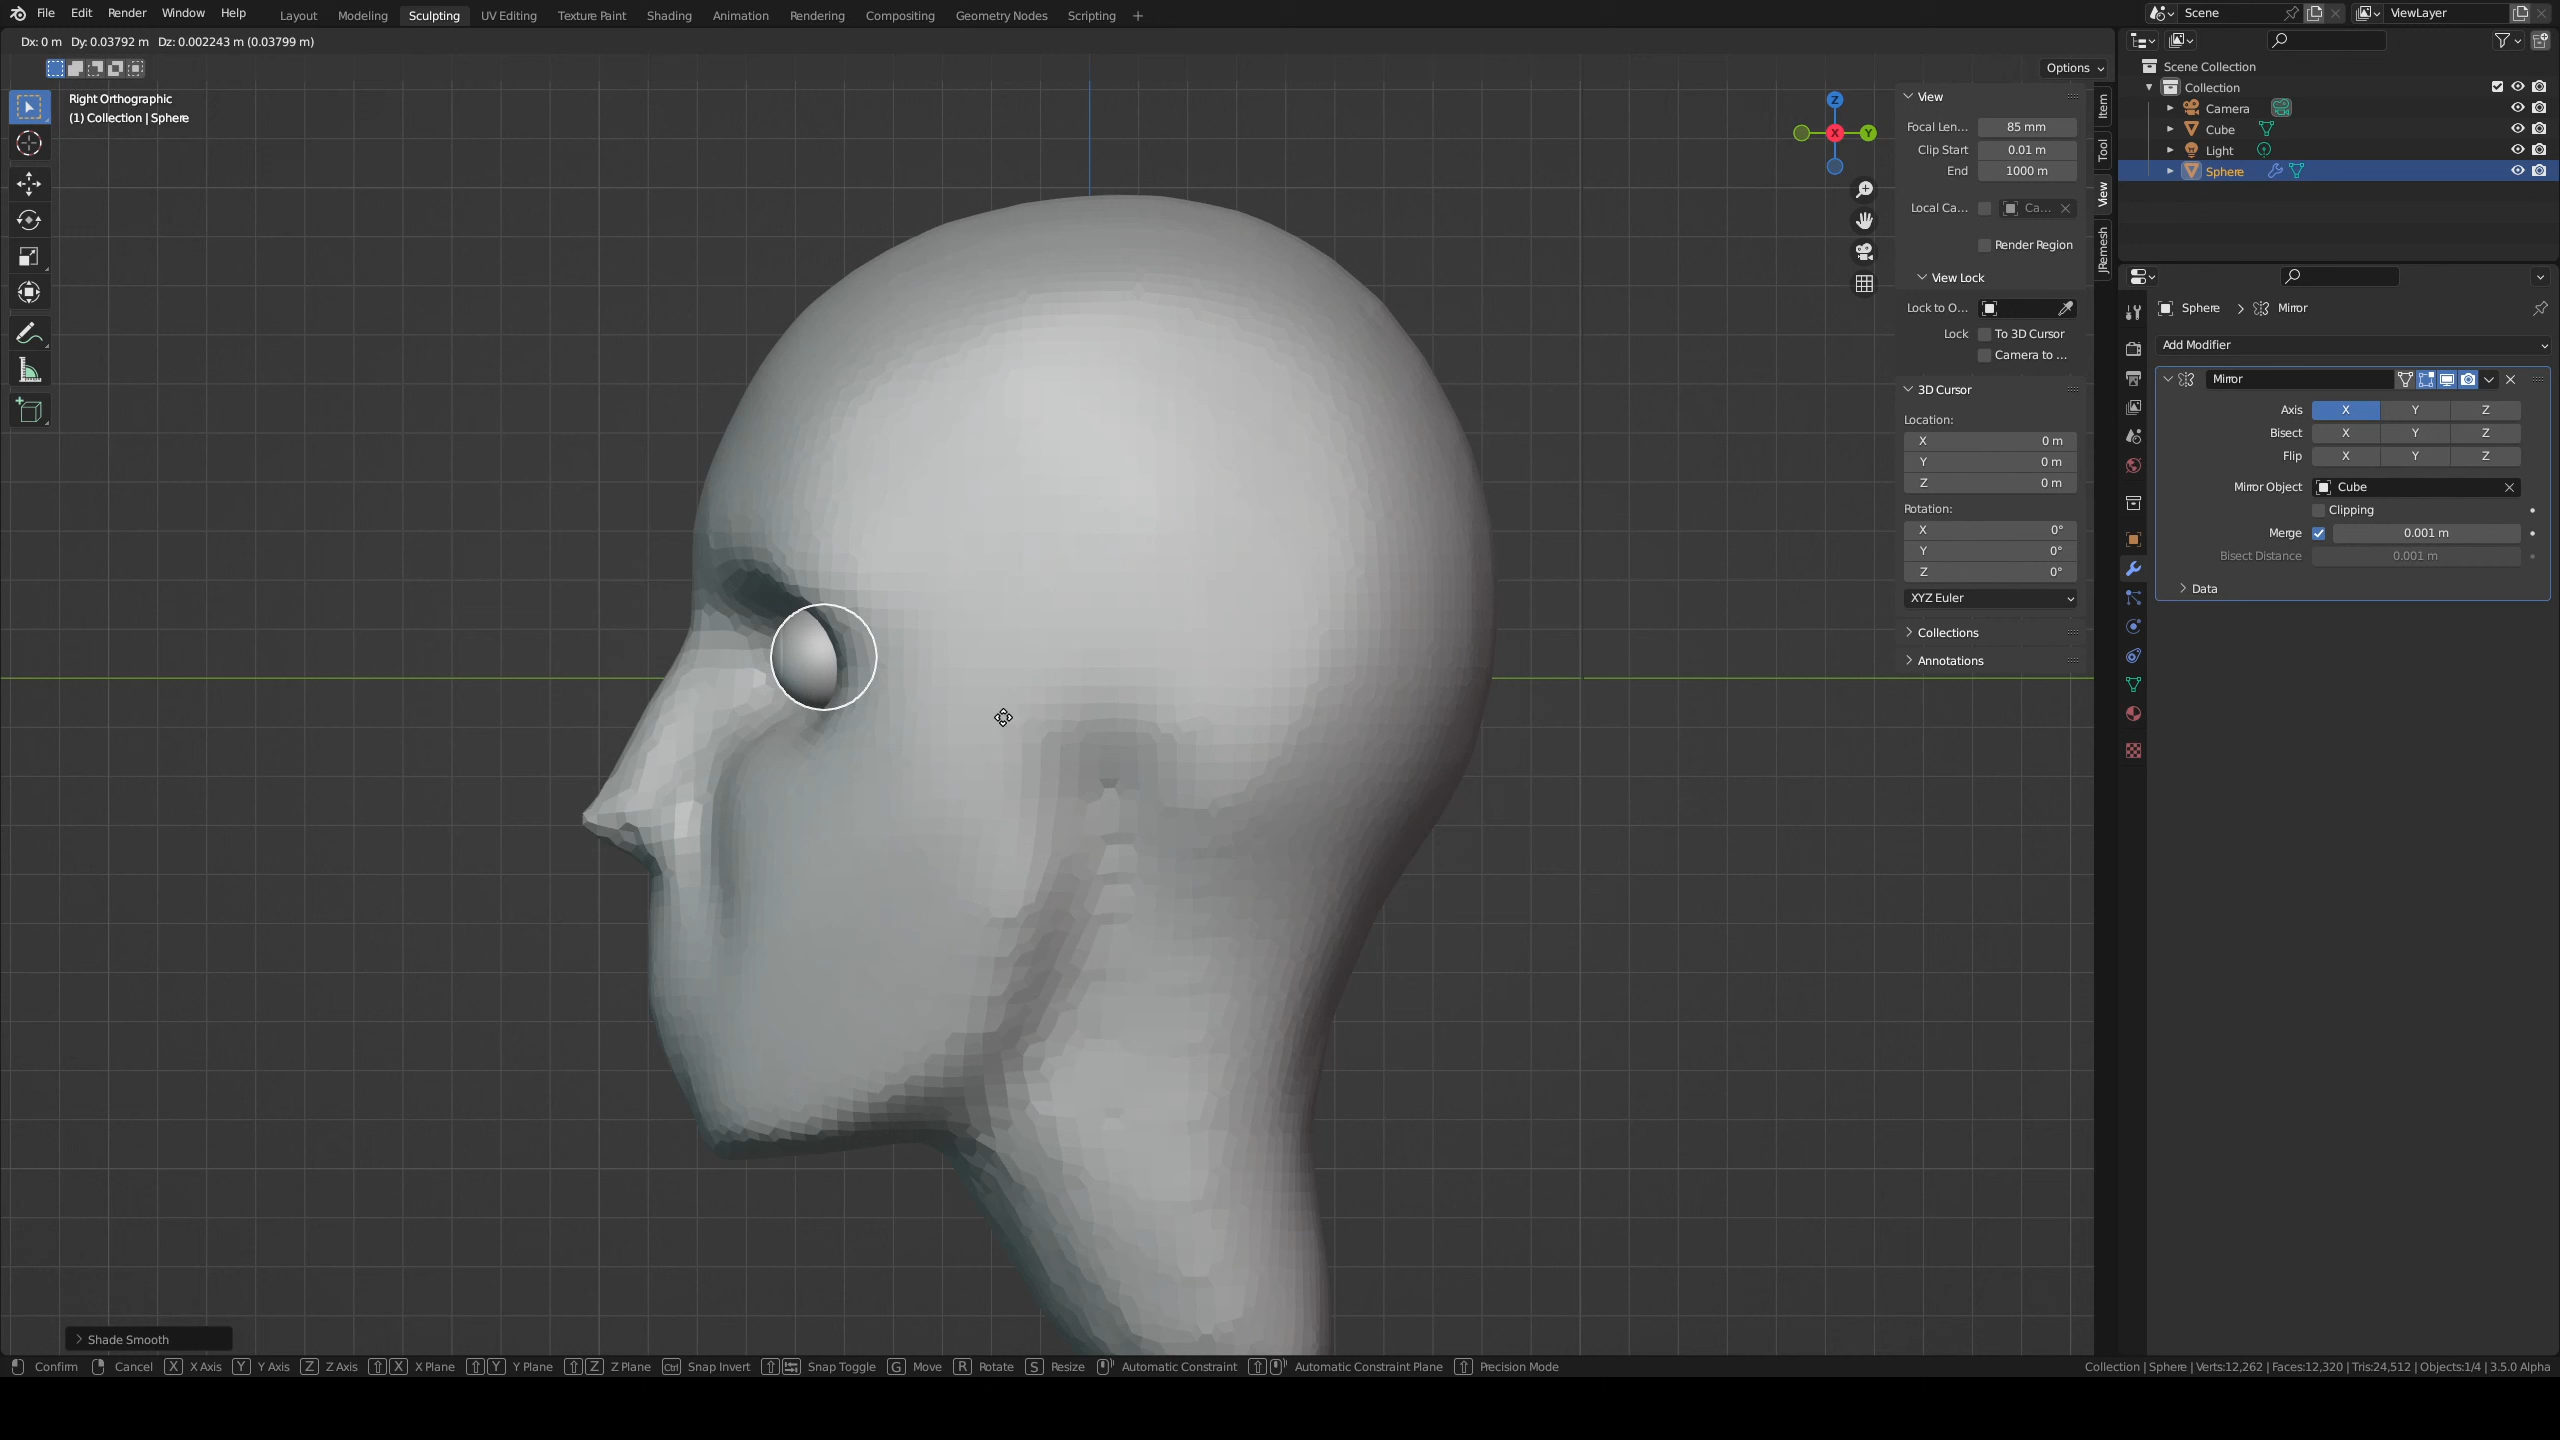 File Edit Render Window Help Layout Modeling Sculpting UV Editing Texture Paint Shading Animation Rendering Compositing Geometry Nodes Scripting + Scene ViewLayer
Dx: 0 m Dy: 0.03792 m Dz: 0.002243 m (0.03799 m)
Options
Right Orthographic
(1) Collection | Sphere
Z
X
Y
View
Focal Len... 85 mm
Clip Start 0.01 m
End 1000 m
Local Ca... Ca...
Render Region
View Lock
Lock to O...
Lock To 3D Cursor
Camera to ...
3D Cursor
Location:
X 0 m
Y 0 m
Z 0 m
Rotation:
X 0°
Y 0°
Z 0°
XYZ Euler
Collections
Annotations
Item
Tool
View
JRemesh
Scene Collection
Collection
Camera
Cube
Light
Sphere
Sphere > Mirror
Add Modifier
Mirror
Axis X Y Z
Bisect X Y Z
Flip X Y Z
Mirror Object Cube
Clipping
Merge 0.001 m
Bisect Distance 0.001 m
Data
Shade Smooth
Confirm Cancel X X Axis Y Y Axis Z Z Axis X X Plane Y Y Plane Z Z Plane Ctrl Snap Invert Snap Toggle G Move R Rotate S Resize Automatic Constraint Automatic Constraint Plane Precision Mode Collection | Sphere | Verts:12,262 | Faces:12,320 | Tris:24,512 | Objects:1/4 | 3.5.0 Alpha